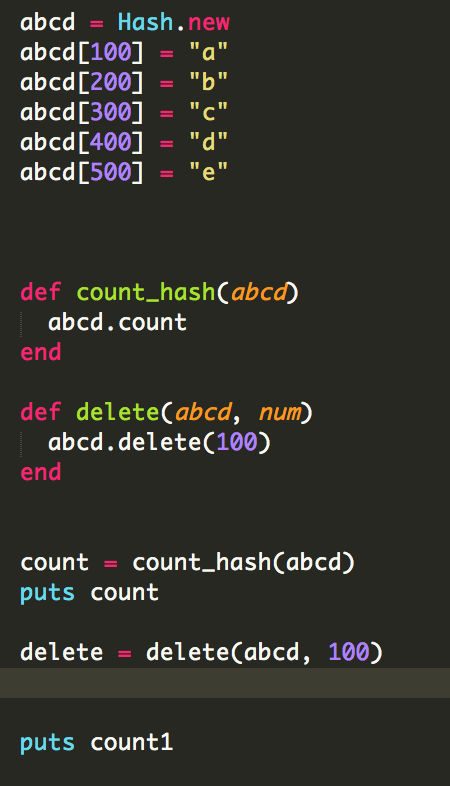 abcd = Hash.new
abcd[100] = "a"
abcd[200] = "b"
abcd[300] = "c"
abcd[400] = "d"
abcd[500] = "e"
def count_hash(abcd)
  abcd.count
end
def delete(abcd, num)
  abcd.delete(100)
end
count = count_hash(abcd)
puts count
delete = delete(abcd, 100)
puts count1